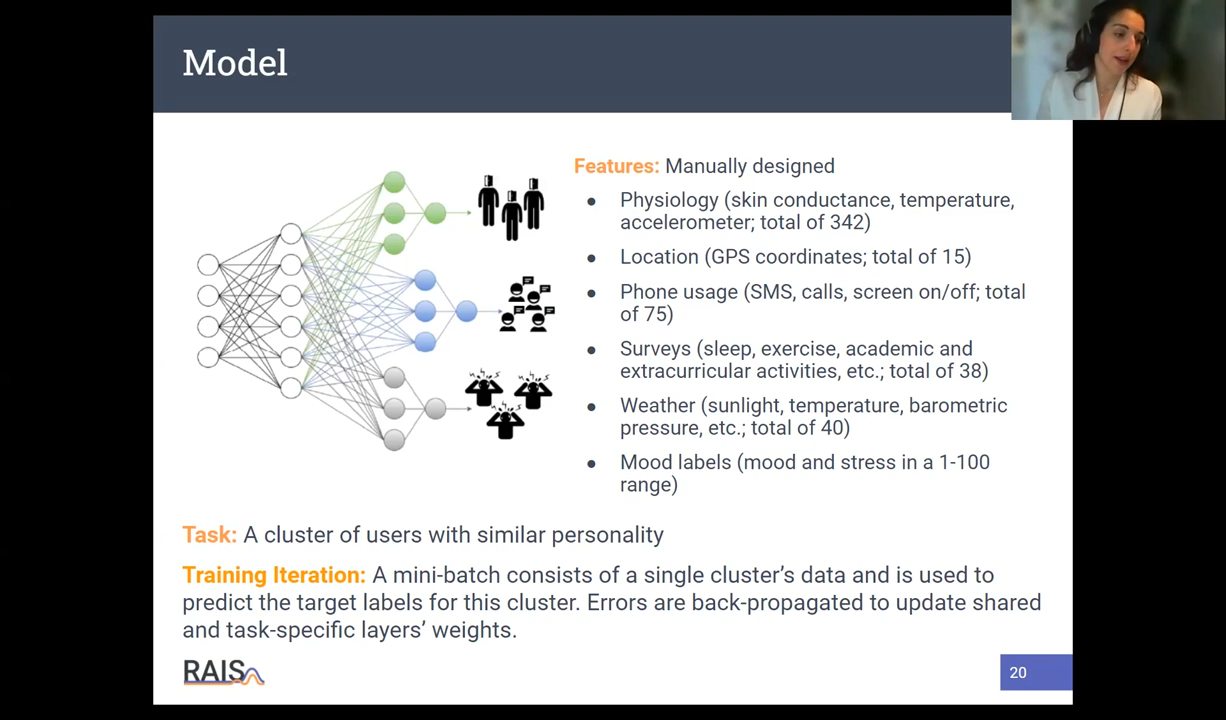 Model
Features: Manually designed
● Physiology (skin conductance, temperature,
accelerometer; total of 342)
● Location (GPS coordinates; total of 15)
● Phone usage (SMS, calls, screen on/off; total
of 75)
● Surveys (sleep, exercise, academic and
extracurricular activities, etc.; total of 38)
● Weather (sunlight, temperature, barometric
pressure, etc.; total of 40)
● Mood labels (mood and stress in a 1-100
range)
Task: A cluster of users with similar personality
Training Iteration: A mini-batch consists of a single cluster’s data and is used to
predict the target labels for this cluster. Errors are back-propagated to update shared
and task-specific layers’ weights.
RAIS
20